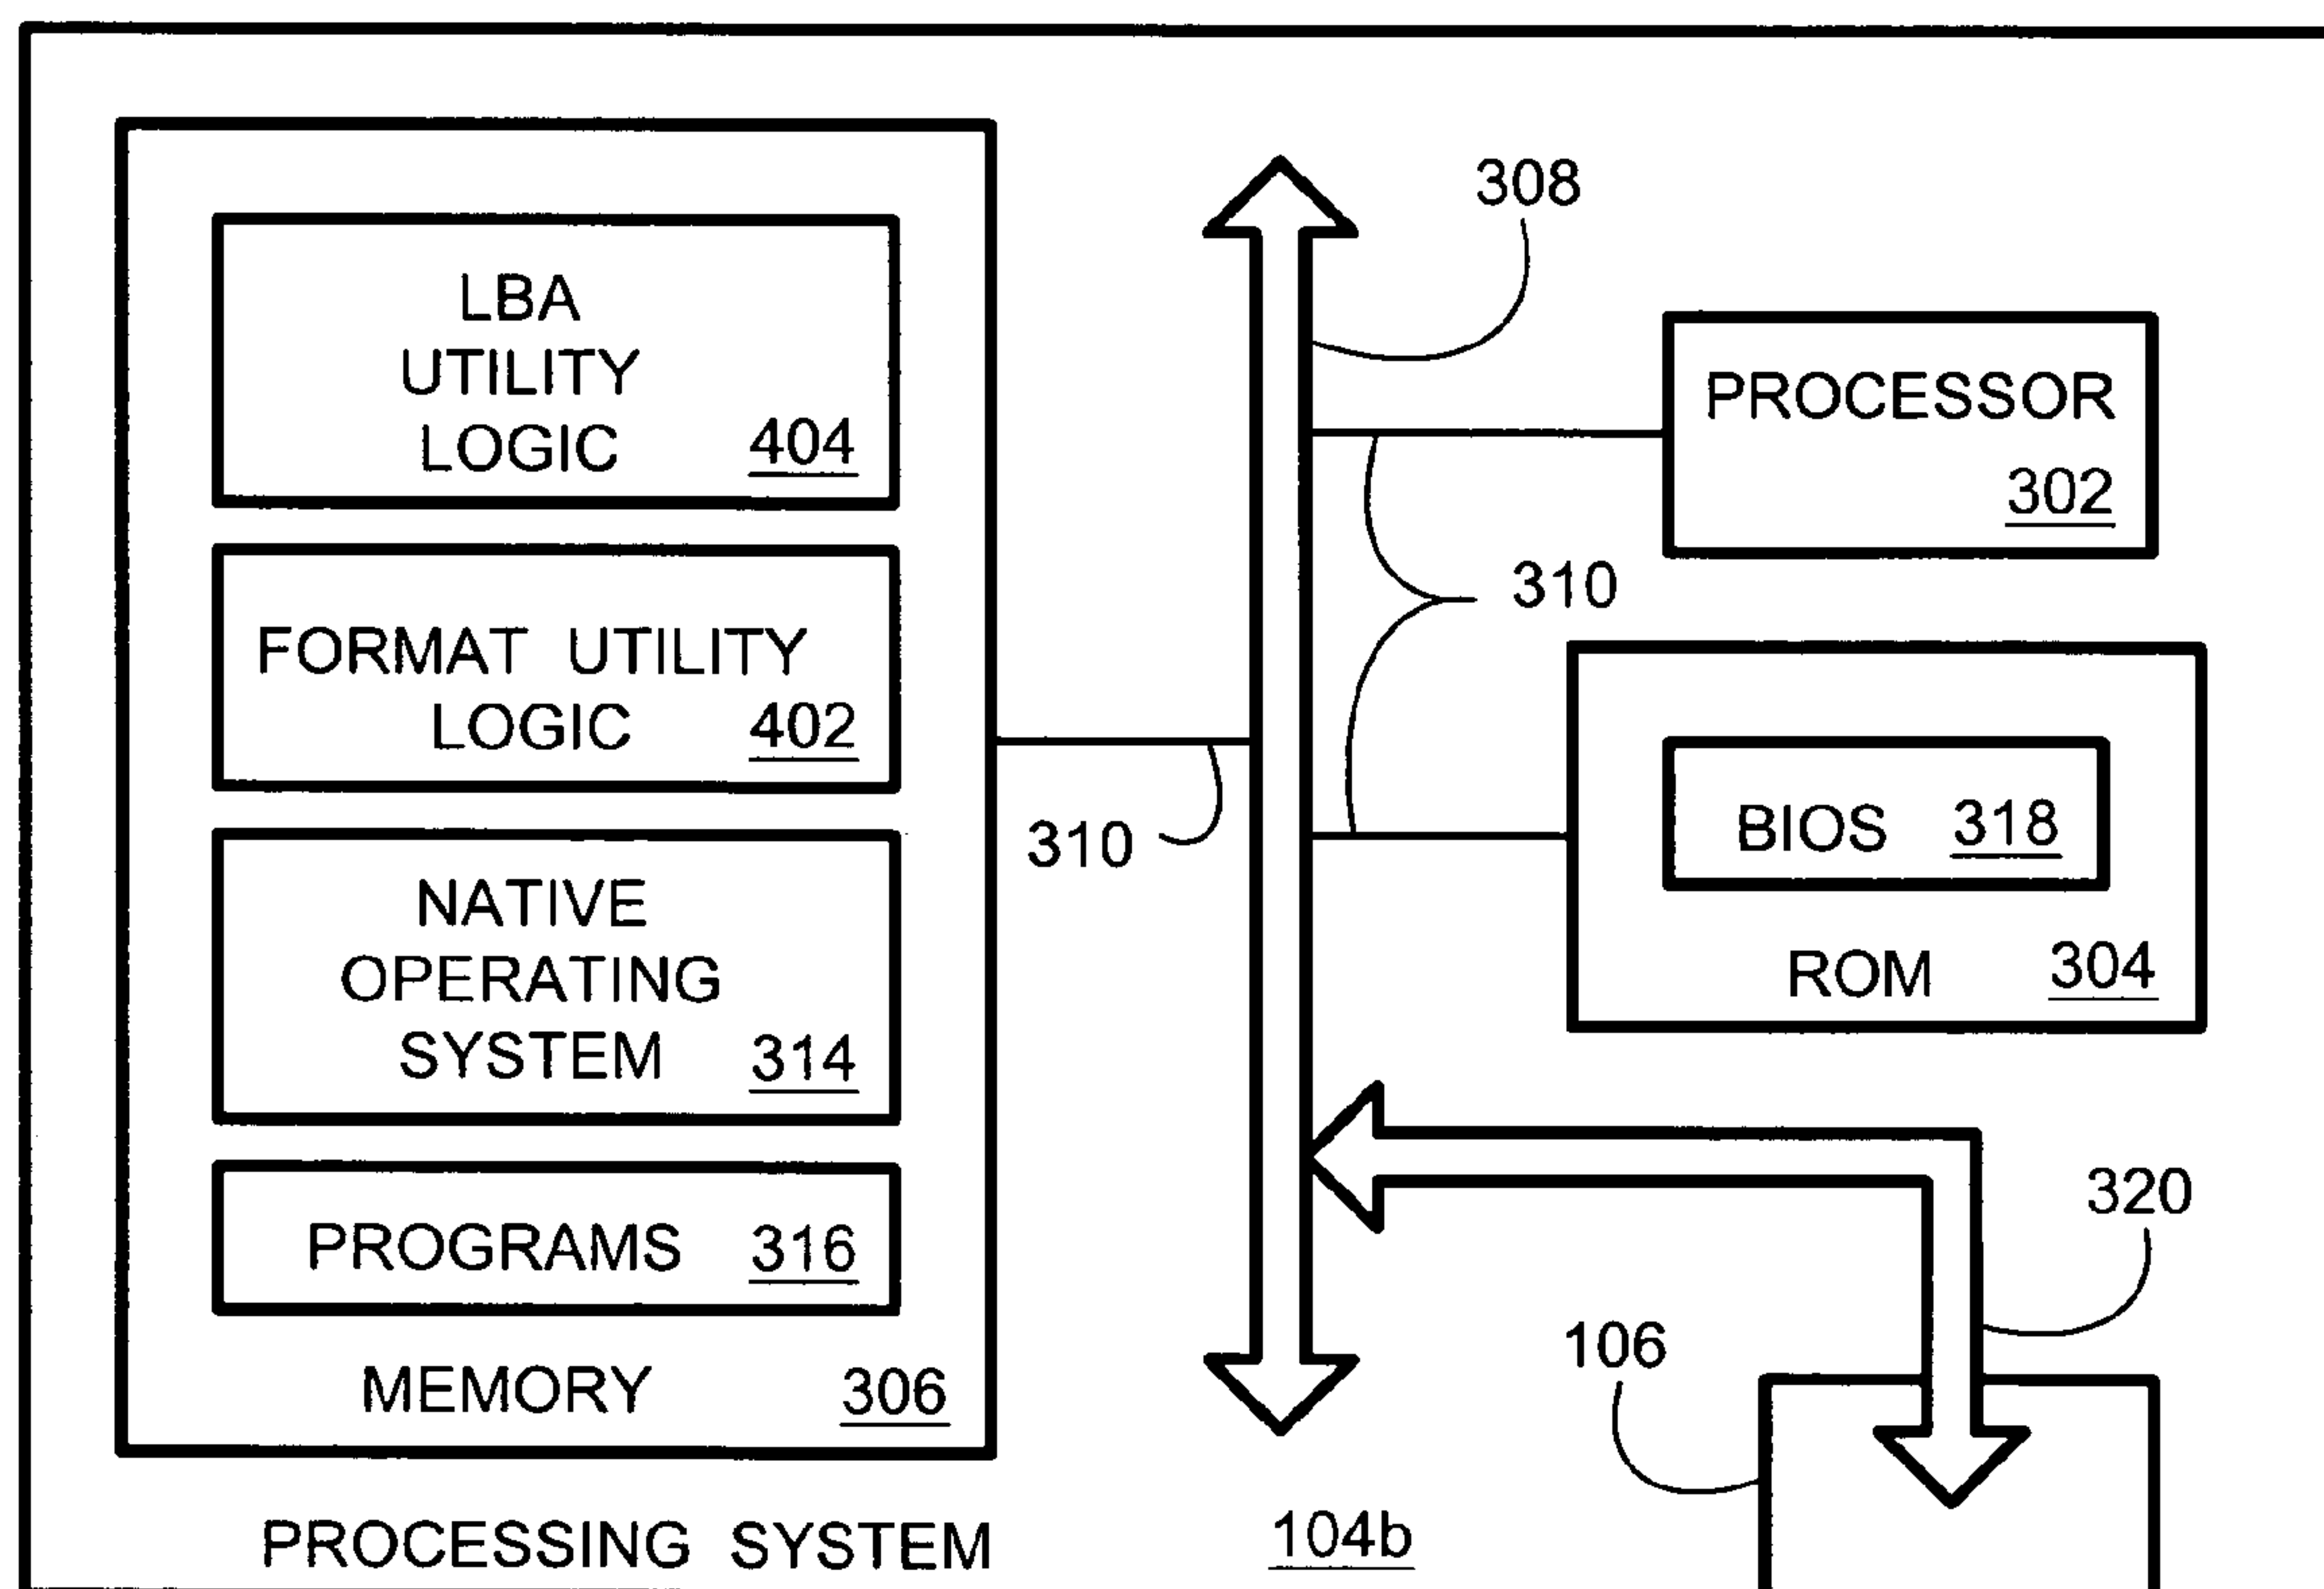 LBA
UTILITY
LOGIC 404
FORMAT UTILITY
LOGIC 402
NATIVE
OPERATING
SYSTEM 314
PROGRAMS 316
MEMORY 306
PROCESSING SYSTEM 104b
308
PROCESSOR
302
310
310
BIOS 318
ROM 304
320
106